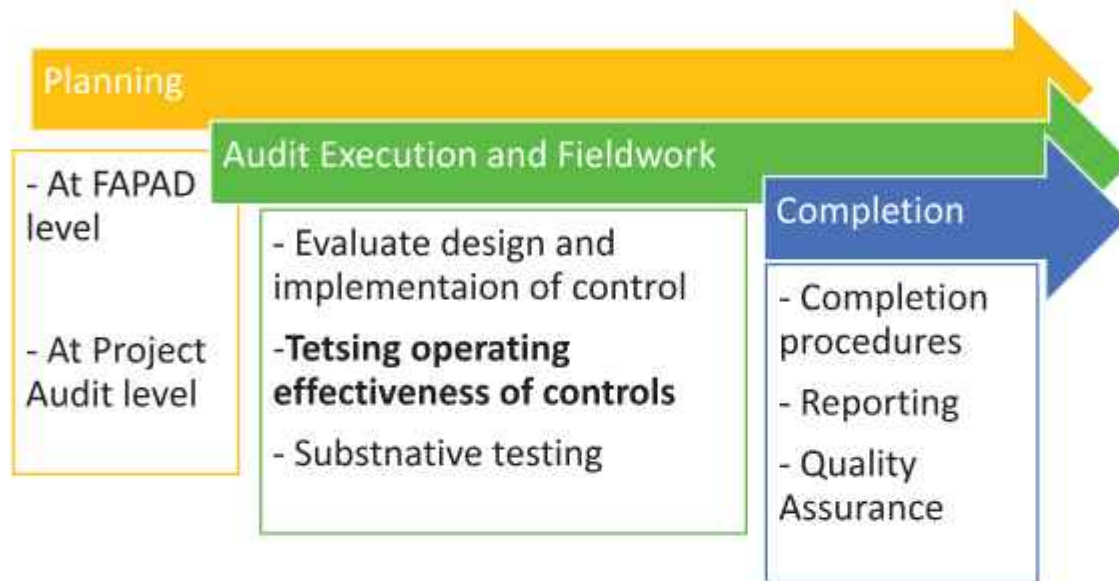 Planning
- At FAPAD
level
- At Project
Audit level
Audit Execution and Fieldwork
- Evaluate design and
implementaion of control
-Tetsing operating
effectiveness of controls
- Substnative testing
Completion
- Completion
procedures
- Reporting
- Quality
Assurance